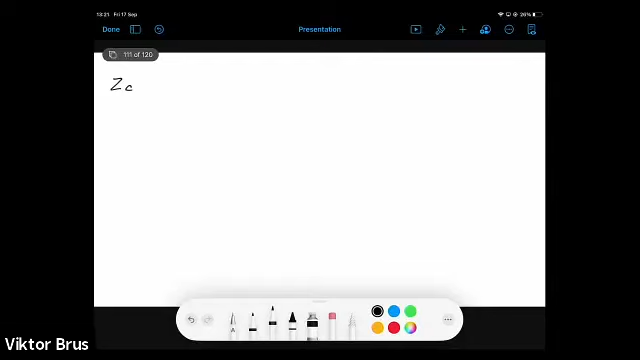 13:21 Fri 17 Sep 26%
Done Presentation
111 of 120
Zc
Viktor Brus